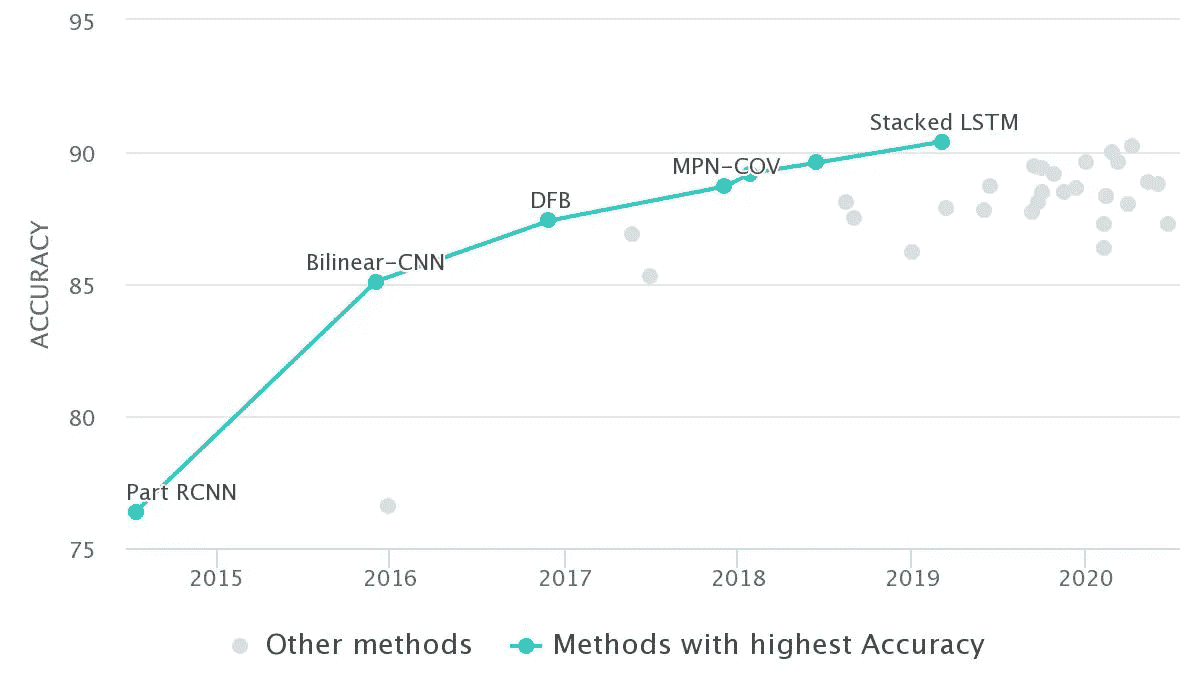 95
Stacked LSTM
90
MPN-COV
DFB
Bilinear-CNN
85
ACCURACY
80
Part RCNN
75
2015 2016 2017 2018 2019 2020
Other methods Methods with highest Accuracy